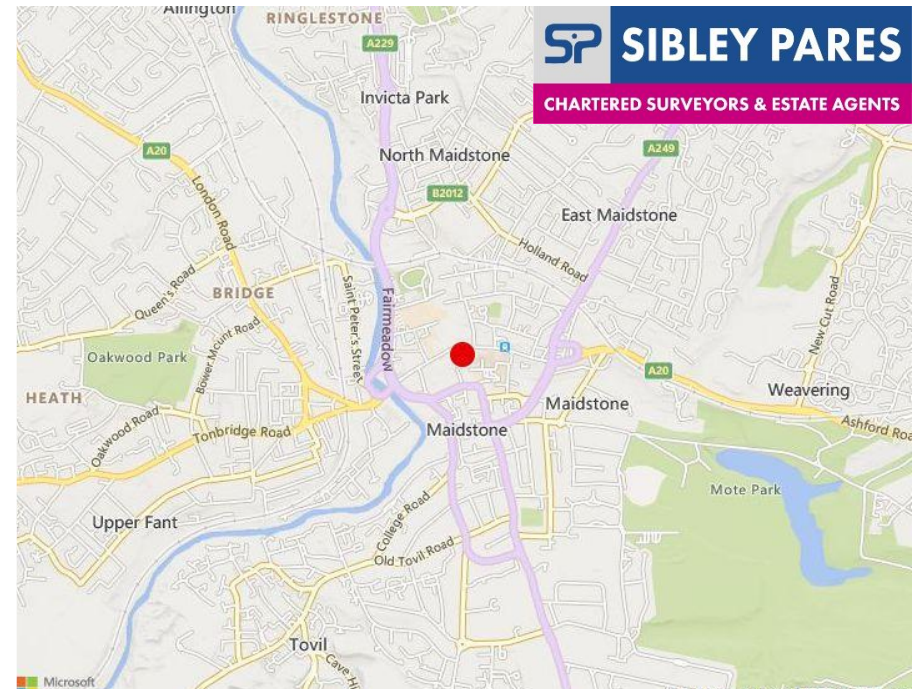 Allington
RINGLESTONE
A229
SP SIBLEY PARES
CHARTERED SURVEYORS & ESTATE AGENTS
Invicta Park
A20
North Maidstone
A249
B2012
London Road
East Maidstone
Holland Road
Queen's Road
BRIDGE
Saint Peter's Street
Fairmeadow
New Cut Road
Bower Mount Road
Oakwood Park
R
A20
Weavering
HEATH
Maidstone
Oakwood Road
Tonbridge Road
Maidstone
Ashford Roa
Mote Park
Upper Fant
College Road
Old Tovil Road
Tovil
Cave Hi
Microsoft